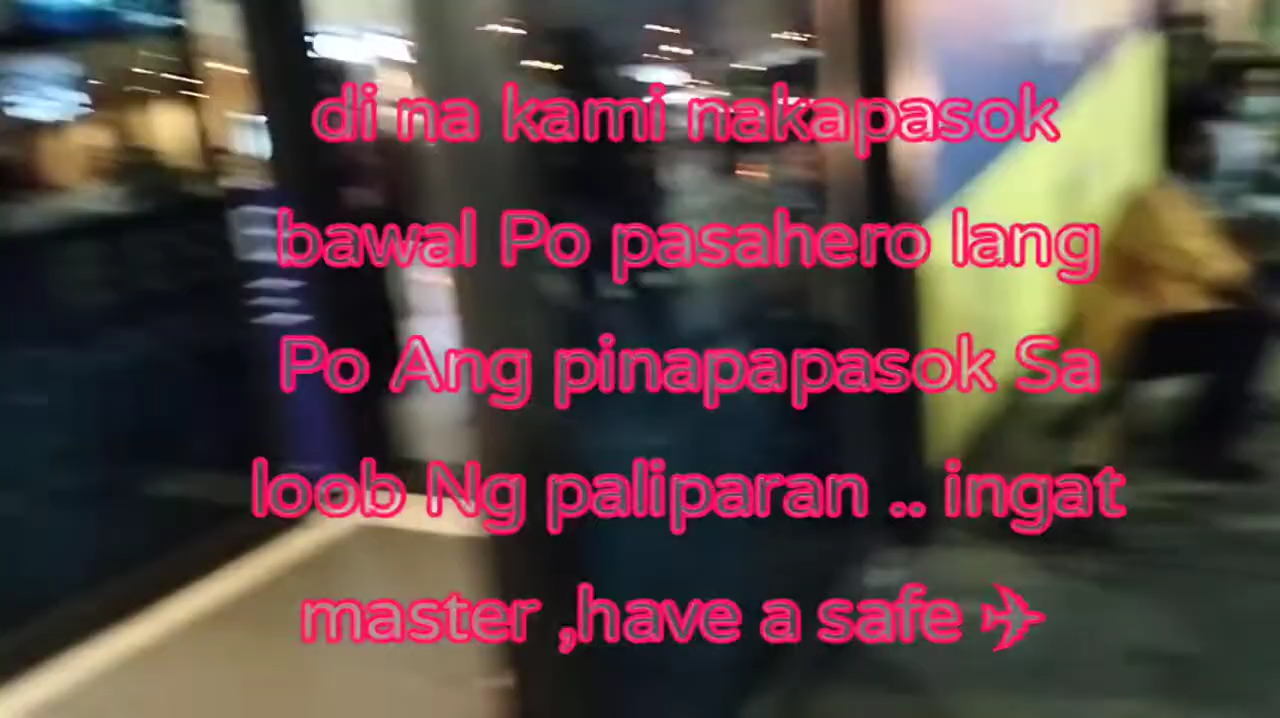 di na kami nakapasok
bawal Po pasahero lang
Po Ang pinapapasok Sa
loob Ng paliparan .. ingat
master ,have a safe ✈